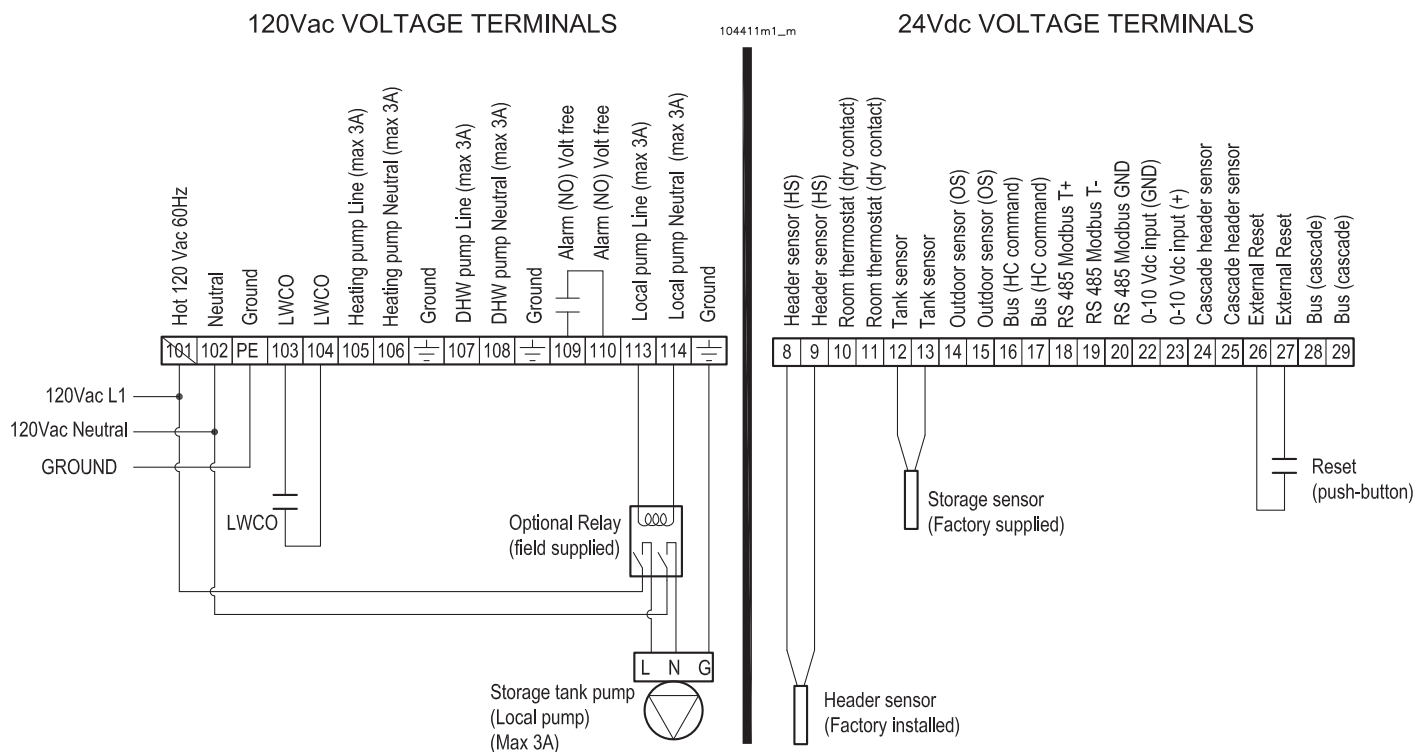 120Vac VOLTAGE TERMINALS
104411m1_m
24Vdc VOLTAGE TERMINALS
Hot 120 Vac 60Hz
Neutral
Ground
LWCO
LWCO
Heating pump Line (max 3A)
Heating pump Neutral (max 3A)
Ground
DHW pump Line (max 3A)
DHW pump Neutral (max 3A)
Ground
Alarm (NO) Volt free
Alarm (NO) Volt free
Local pump Line (max 3A)
Local pump Neutral (max 3A)
Ground
101 102 PE 103 104 105 106 107 108 109 110 113 114
120Vac L1
120Vac Neutral
GROUND
LWCO
Optional Relay
(field supplied)
L N G
Storage tank pump
(Local pump)
(Max 3A)
Header sensor (HS)
Header sensor (HS)
Room thermostat (dry contact)
Room thermostat (dry contact)
Tank sensor
Tank sensor
Outdoor sensor (OS)
Outdoor sensor (OS)
Bus (HC command)
Bus (HC command)
RS 485 Modbus T+
RS 485 Modbus T-
RS 485 Modbus GND
0-10 Vdc input (GND)
0-10 Vdc input (+)
Cascade header sensor
Cascade header sensor
External Reset
External Reset
Bus (cascade)
Bus (cascade)
8 9 10 11 12 13 14 15 16 17 18 19 20 22 23 24 25 26 27 28 29
Reset
(push-button)
Storage sensor
(Factory supplied)
Header sensor
(Factory installed)